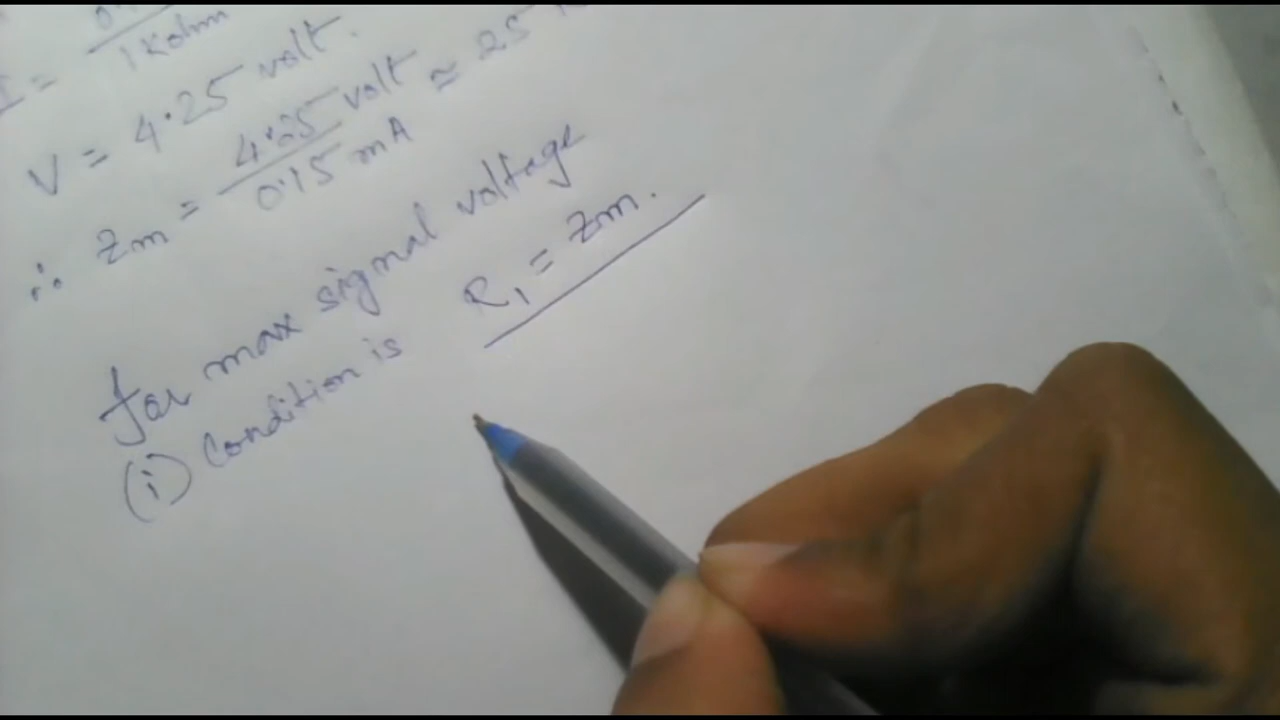 I = 1 Kohm
V = 4.25 volt.
∴ Zm = 4.25 volt / 0.15 mA ≈ 25
for max signal voltage
(i) condition is R1 = Zm.